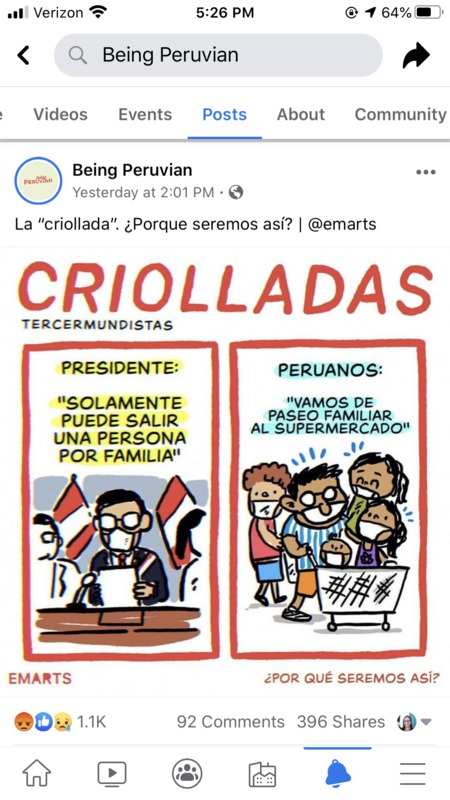 Verizon 5:26 PM 64%
Being Peruvian
e Videos Events Posts About Community
Being Peruvian
Yesterday at 2:01 PM ·
La “criollada”. ¿Porque seremos así? | @emarts
CRIOLLADAS
TERCERMUNDISTAS
PRESIDENTE:
"SOLAMENTE
PUEDE SALIR
UNA PERSONA
POR FAMILIA"
PERUANOS:
"VAMOS DE
PASEO FAMILIAR
AL SUPERMERCADO"
EMARTS
¿POR QUÉ SEREMOS ASÍ?
1.1K 92 Comments 396 Shares